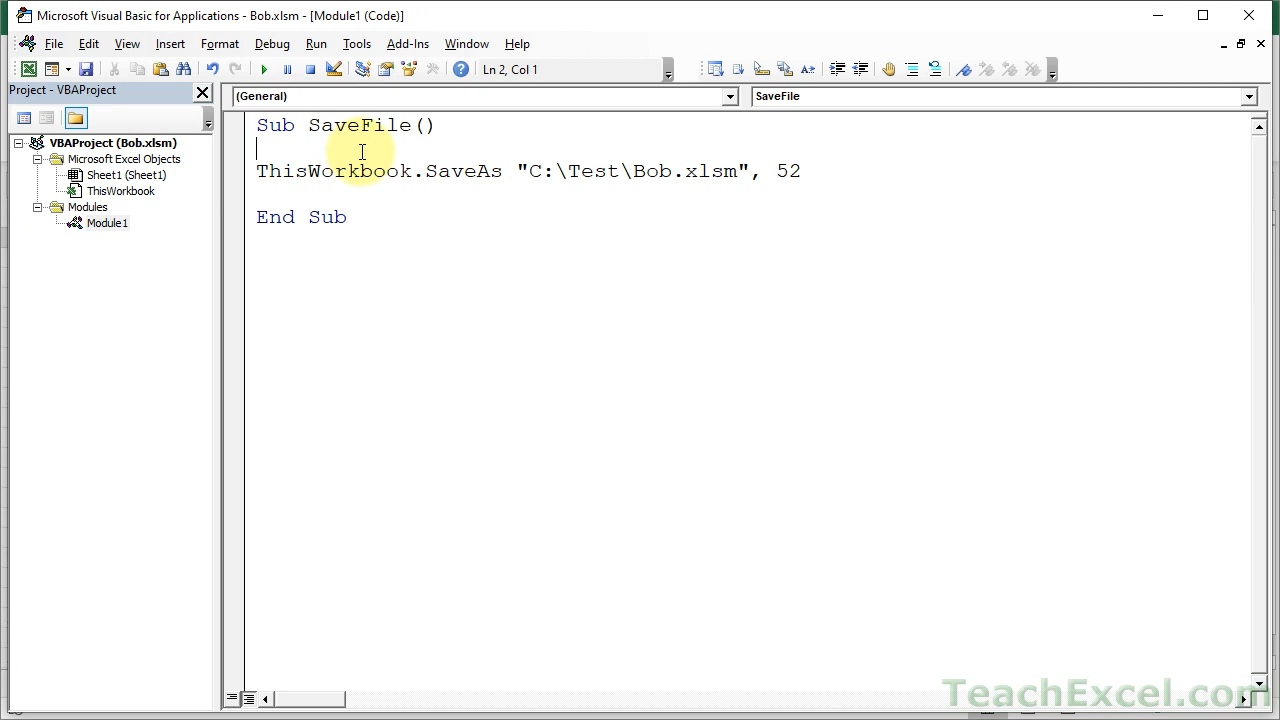 Microsoft Visual Basic for Applications - Bob.xlsm - [Module1 (Code)]
File Edit View Insert Format Debug Run Tools Add-Ins Window Help
Ln 2, Col 1
Project - VBAProject
(General) SaveFile
VBAProject (Bob.xlsm)
Microsoft Excel Objects
Sheet1 (Sheet1)
ThisWorkbook
Modules
Module1
Sub SaveFile()
ThisWorkbook.SaveAs "C:\Test\Bob.xlsm", 52
End Sub
TeachExcel.com